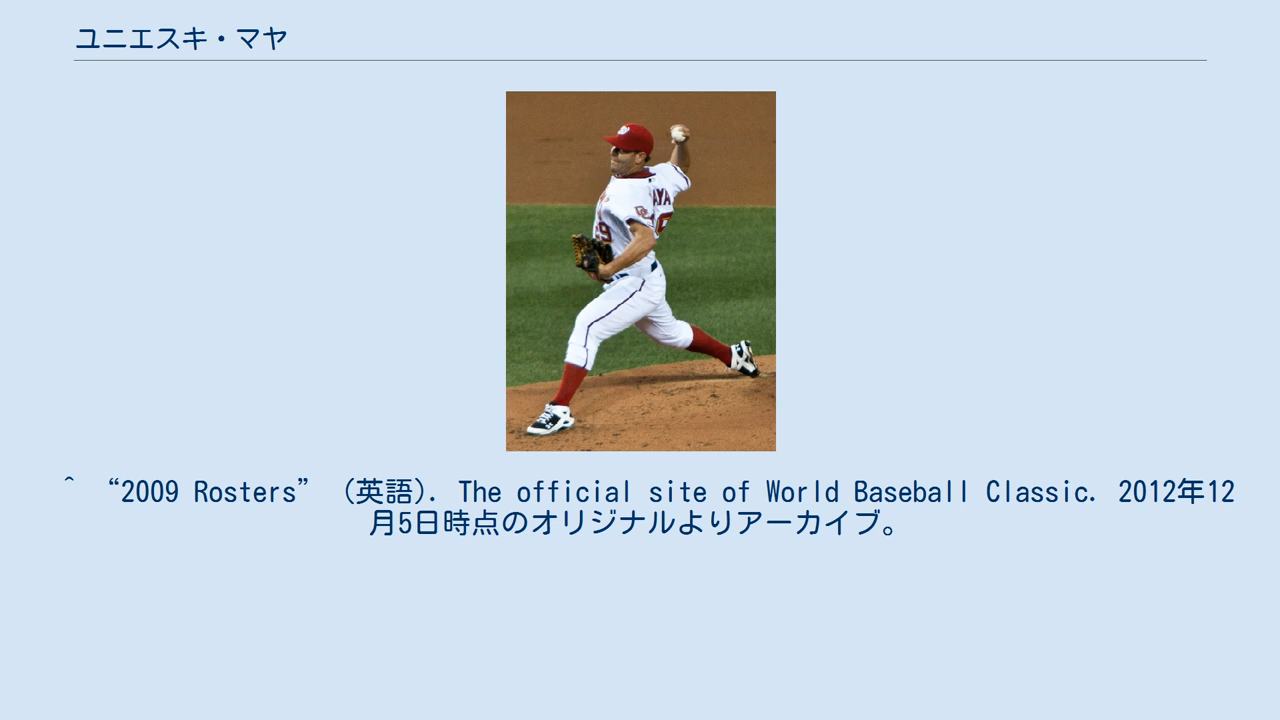 ユニエスキ・マヤ
AYA
29
^ “2009 Rosters” (英語). The official site of World Baseball Classic. 2012年12
月5日時点のオリジナルよりアーカイブ。